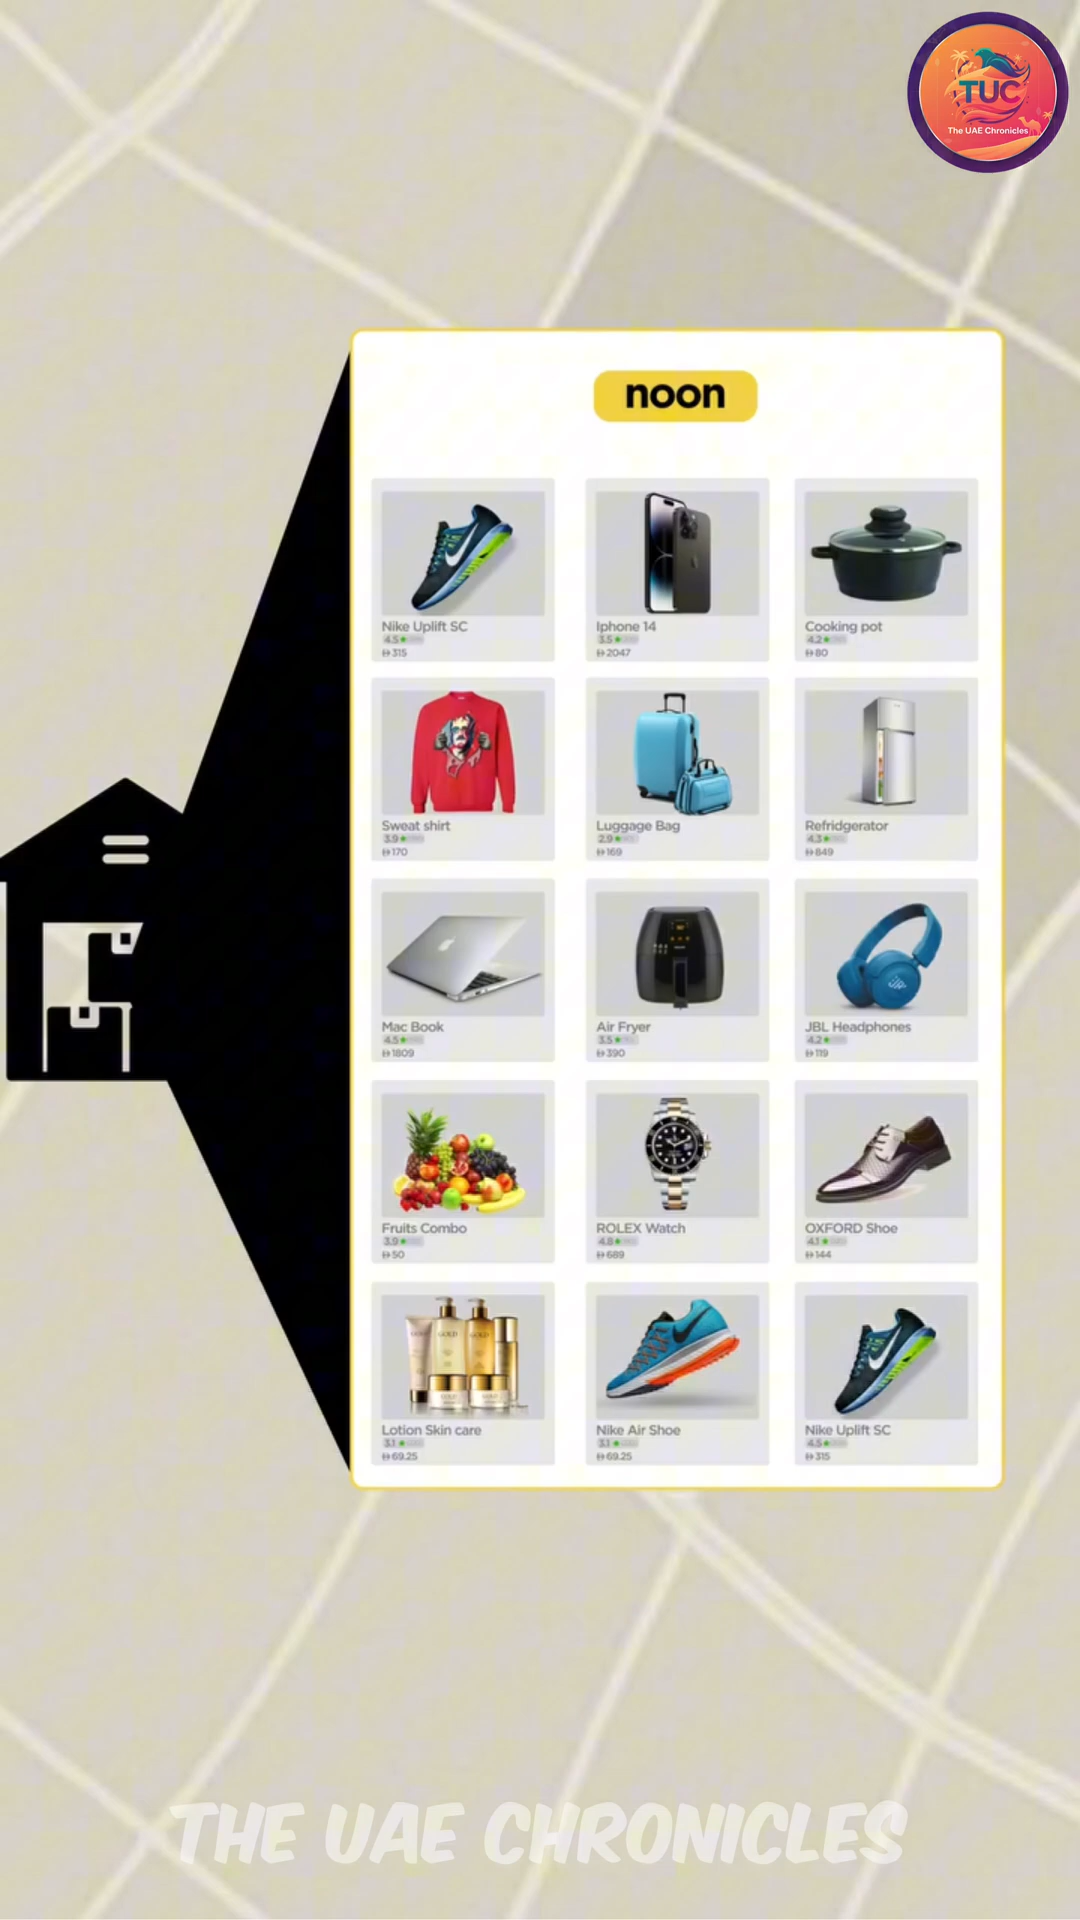 TUC
The UAE Chronicles
noon
Nike Uplift SC
4.5
315
Iphone 14
3.5
2047
Cooking pot
4.2
80
Sweat shirt
3.9
170
Luggage Bag
2.9
169
Refridgerator
4.3
849
Mac Book
4.5
1809
Air Fryer
3.5
390
JBL Headphones
4.2
119
Fruits Combo
3.9
50
ROLEX Watch
4.8
689
OXFORD Shoe
4.1
144
GOLD
GOLD
Lotion Skin care
3.1
69.25
Nike Air Shoe
3.1
69.25
Nike Uplift SC
4.5
315
THE UAE CHRONICLES